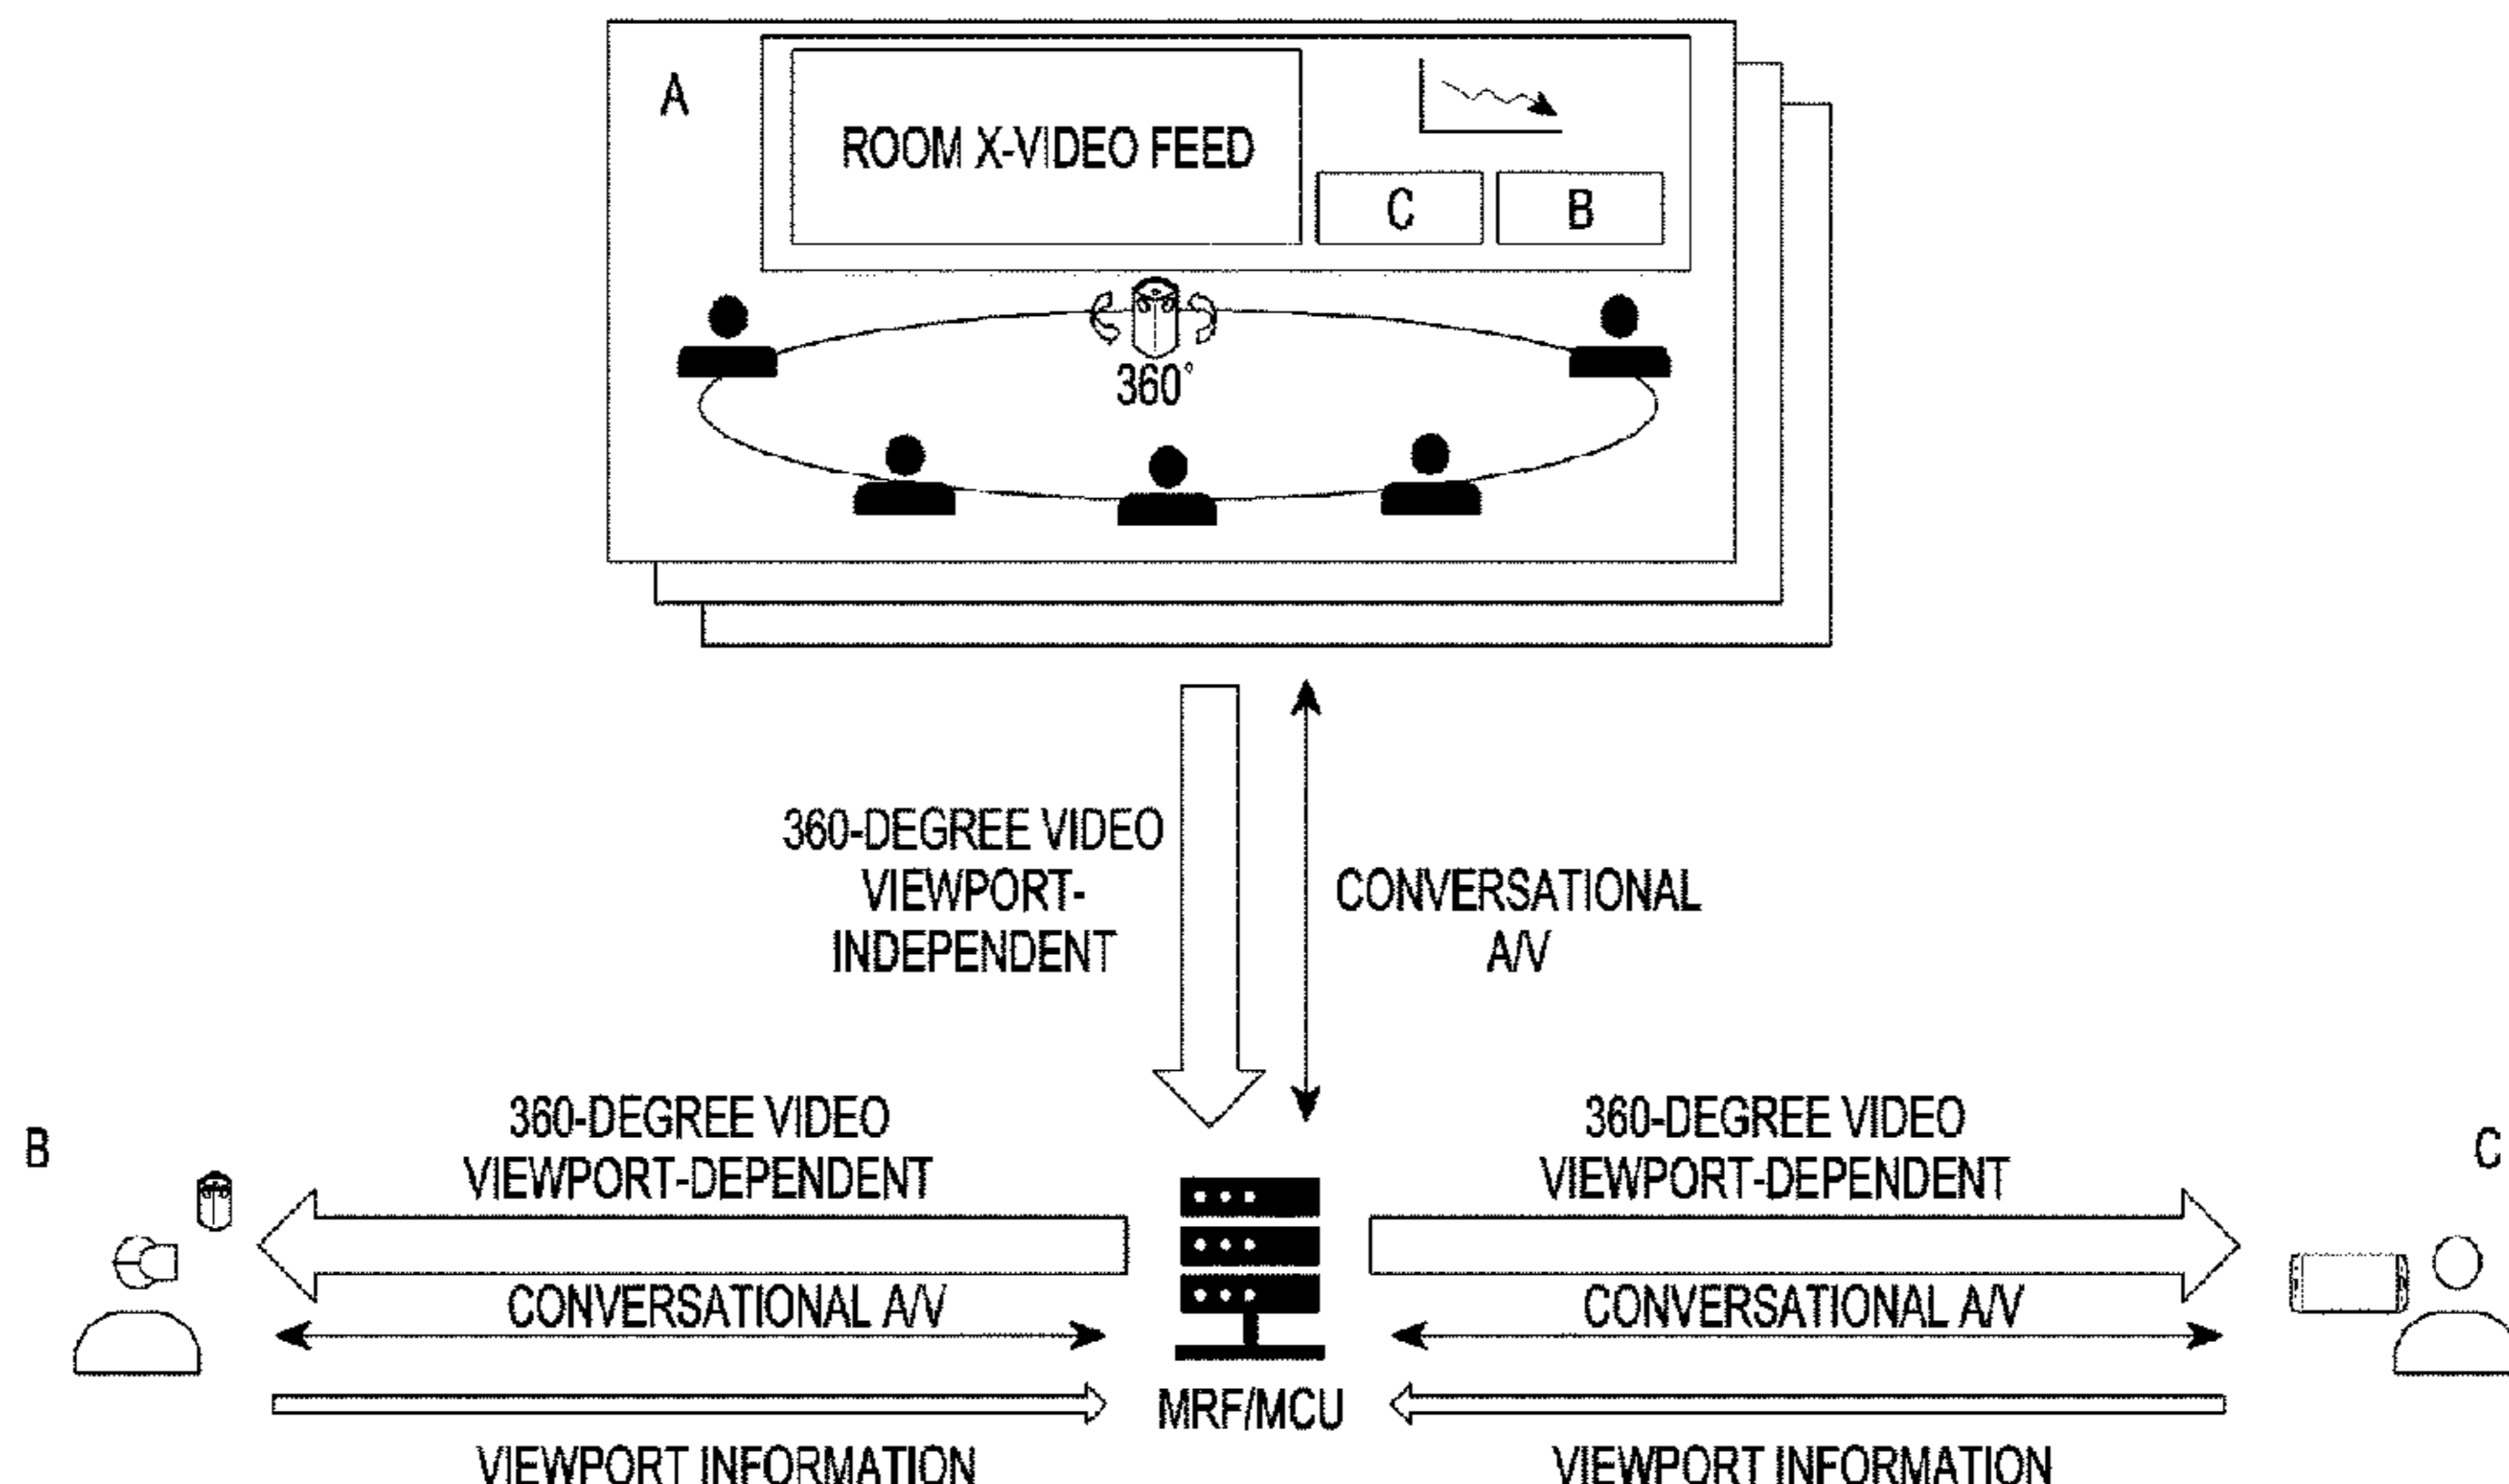 A
ROOM X-VIDEO FEED
C
B
360°
360-DEGREE VIDEO
VIEWPORT-
INDEPENDENT
CONVERSATIONAL
A/V
B
360-DEGREE VIDEO
VIEWPORT-DEPENDENT
CONVERSATIONAL A/V
VIEWPORT INFORMATION
MRF/MCU
360-DEGREE VIDEO
VIEWPORT-DEPENDENT
CONVERSATIONAL A/V
VIEWPORT INFORMATION
C